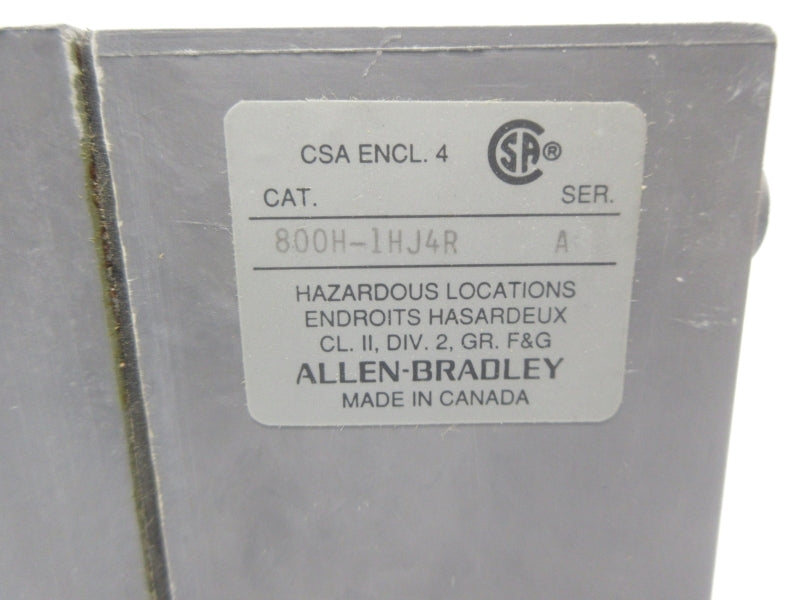 CSA ENCL. 4 SA ®
CAT. SER.
800H-1HJ4R A
HAZARDOUS LOCATIONS
ENDROITS HASARDEUX
CL. II, DIV. 2, GR. F&G
ALLEN-BRADLEY
MADE IN CANADA